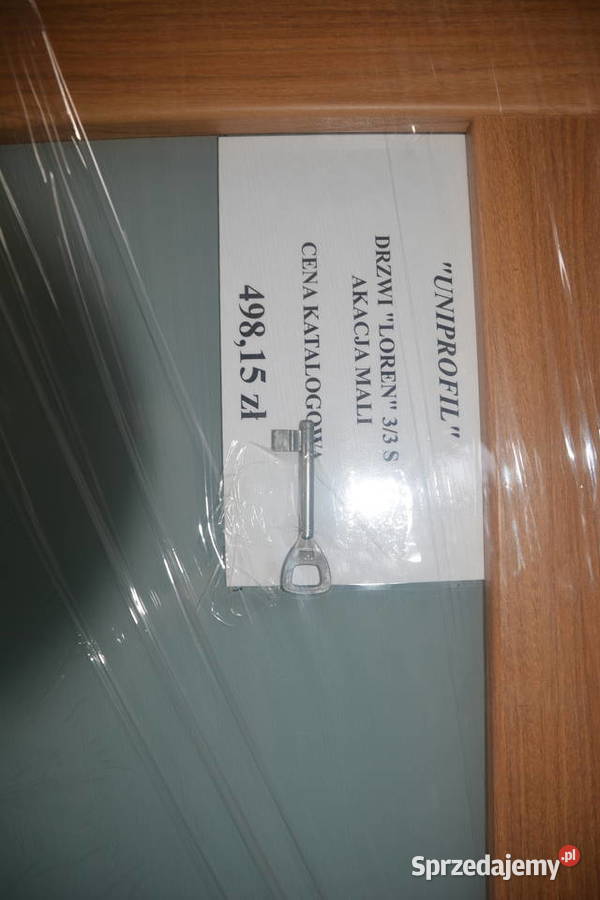 "UNIPROFIL"
DRZWI "LOREN" 3/3 S
AKACJA MALI
CENA KATALOGOWA
498,15 zł
Sprzedajemy.pl